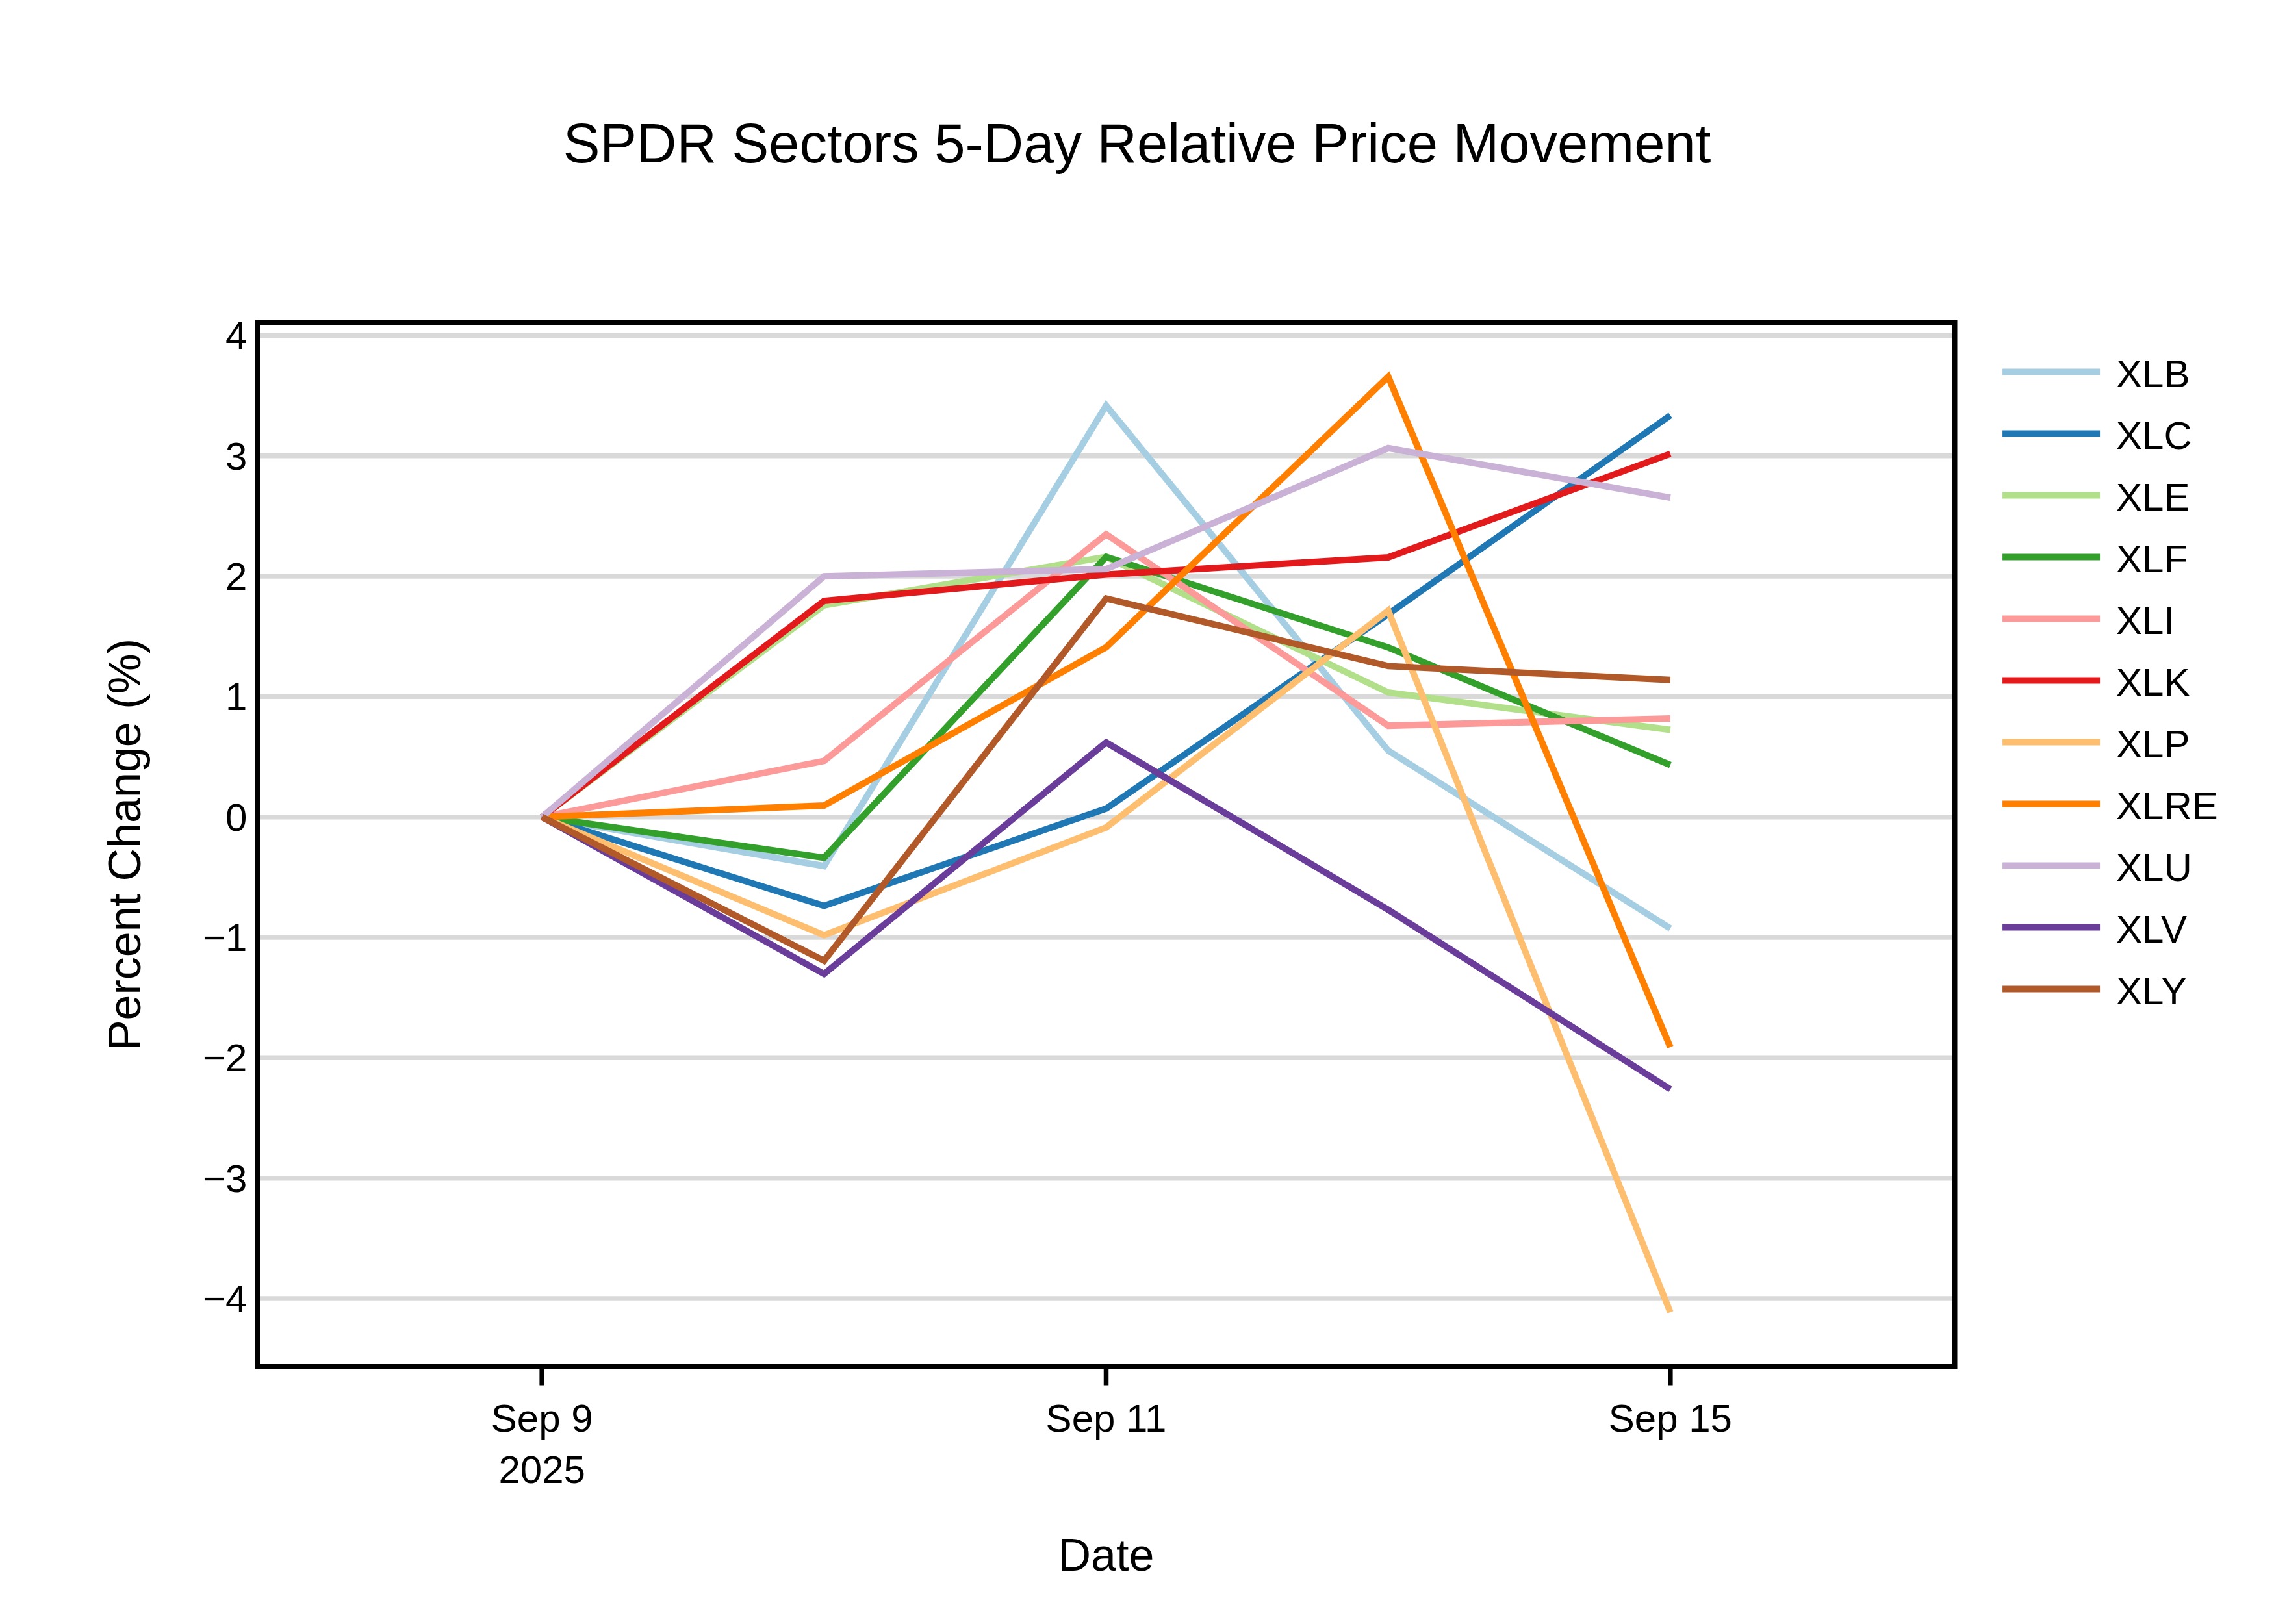 SPDR Sectors 5-Day Relative Price Movement
Percent Change (%)
4
3
2
1
0
−1
−2
−3
−4
Sep 9
2025
Sep 11
Sep 15
Date
XLB
XLC
XLE
XLF
XLI
XLK
XLP
XLRE
XLU
XLV
XLY